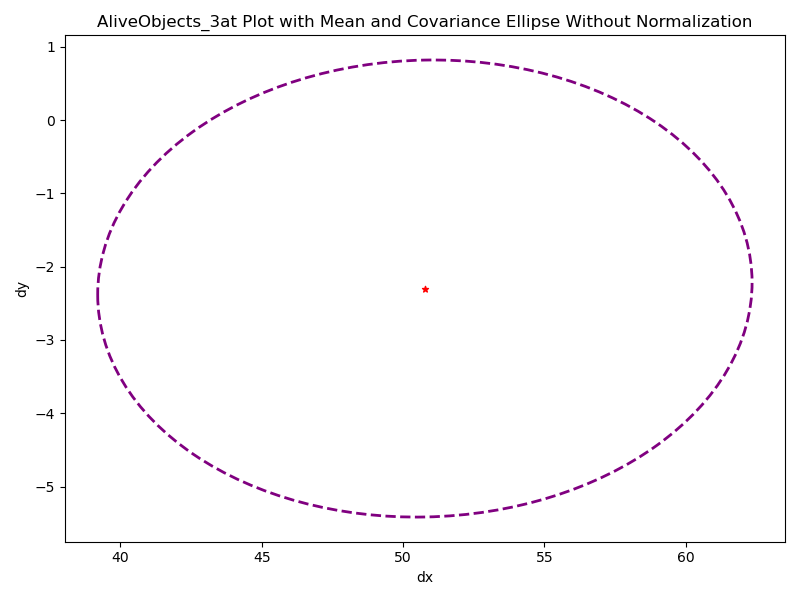 AliveObjects_3at Plot with Mean and Covariance Ellipse Without Normalization
1
0
−1
−2
−3
−4
−5
dy
40 45 50 55 60
dx